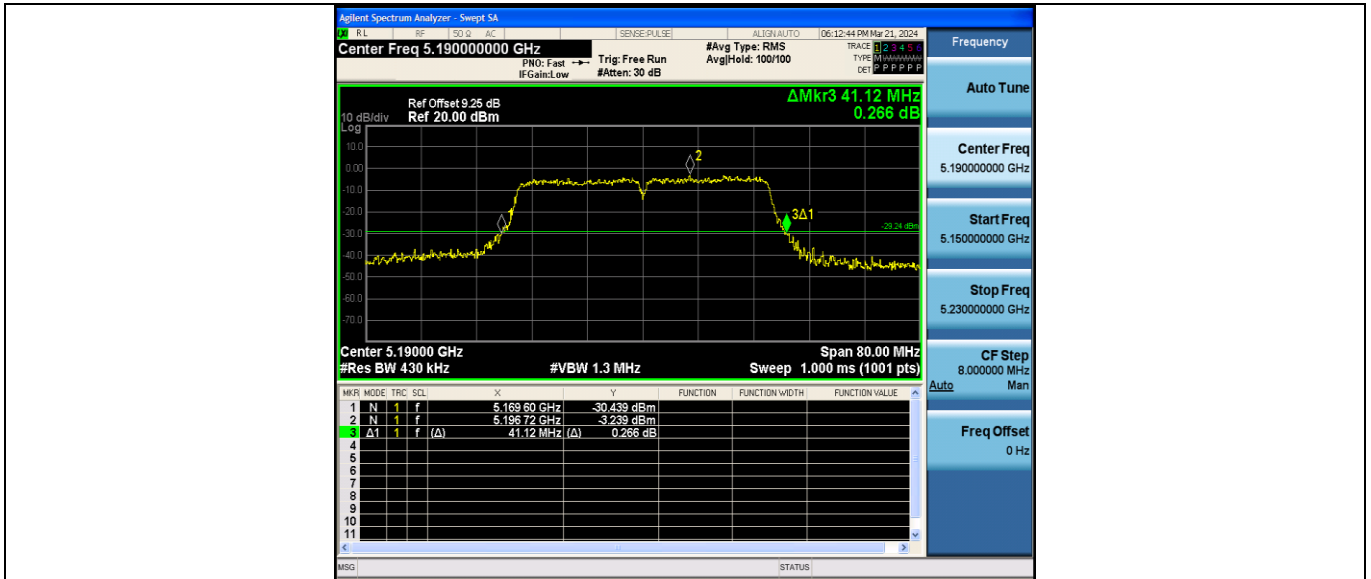 Agilent Spectrum Analyzer - Swept SA
LXI RL RF 50 Ω AC SENSE:PULSE ALIGN AUTO 06:12:44 PM Mar 21, 2024
Center Freq 5.190000000 GHz #Avg Type: RMS TRACE 1 2 3 4 5 6
PNO: Fast Trig: Free Run Avg|Hold: 100/100 TYPE M WWWWW
IFGain:Low #Atten: 30 dB DET P P P P P P
Frequency
Auto Tune
Center Freq
5.190000000 GHz
Start Freq
5.150000000 GHz
Stop Freq
5.230000000 GHz
CF Step
8.000000 MHz
Auto Man
Freq Offset
0 Hz
ΔMkr3 41.12 MHz
0.266 dB
Ref Offset 9.25 dB
10 dB/div Ref 20.00 dBm
Log
10.0
0.00
-10.0
-20.0
-30.0
-40.0
-50.0
-60.0
-70.0
2
1
3Δ1
-29.24 dBm
Center 5.19000 GHz Span 80.00 MHz
#Res BW 430 kHz #VBW 1.3 MHz Sweep 1.000 ms (1001 pts)
MKR MODE TRC SCL X Y FUNCTION FUNCTION WIDTH FUNCTION VALUE
1 N 1 f 5.169 60 GHz -30.439 dBm
2 N 1 f 5.196 72 GHz -3.239 dBm
3 Δ1 1 f (Δ) 41.12 MHz (Δ) 0.266 dB
4
5
6
7
8
9
10
11
MSG STATUS